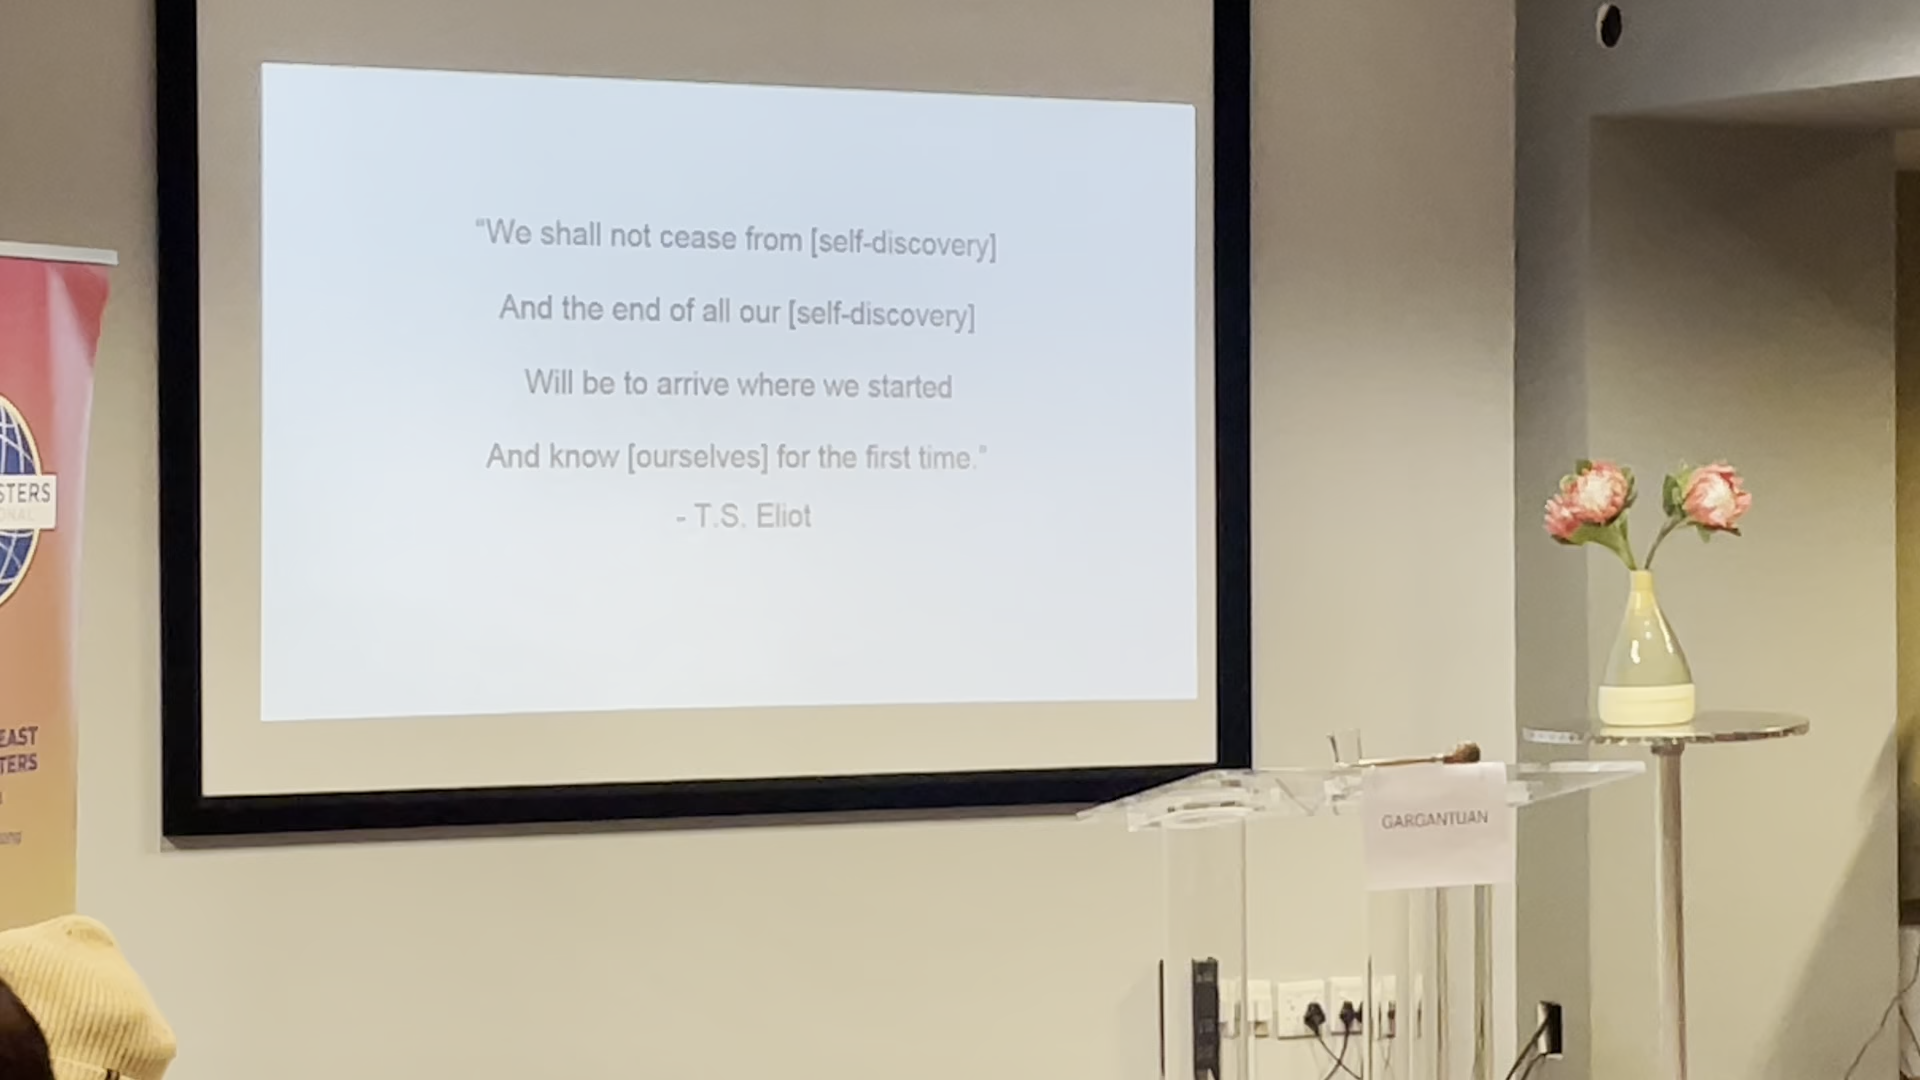 “We shall not cease from [self-discovery]
And the end of all our [self-discovery]
Will be to arrive where we started
And know [ourselves] for the first time.”
- T.S. Eliot
STERS
ONAL
EAST
TERS
GARGANTUAN